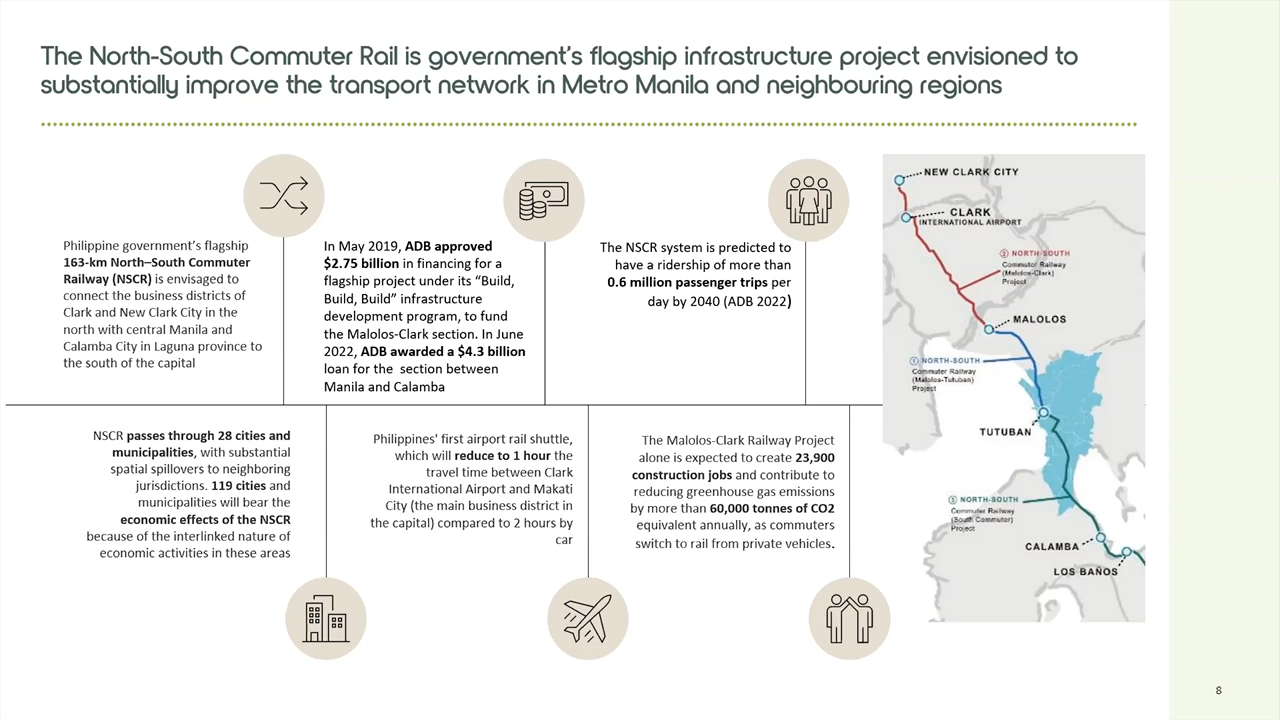 The North-South Commuter Rail is government's flagship infrastructure project envisioned to
substantially improve the transport network in Metro Manila and neighbouring regions
Philippine government's flagship
163-km North–South Commuter
Railway (NSCR) is envisaged to
connect the business districts of
Clark and New Clark City in the
north with central Manila and
Calamba City in Laguna province to
the south of the capital
In May 2019, ADB approved
$2.75 billion in financing for a
flagship project under its “Build,
Build, Build” infrastructure
development program, to fund
the Malolos-Clark section. In June
2022, ADB awarded a $4.3 billion
loan for the section between
Manila and Calamba
The NSCR system is predicted to
have a ridership of more than
0.6 million passenger trips per
day by 2040 (ADB 2022)
NSCR passes through 28 cities and
municipalities, with substantial
spatial spillovers to neighboring
jurisdictions. 119 cities and
municipalities will bear the
economic effects of the NSCR
because of the interlinked nature of
economic activities in these areas
Philippines' first airport rail shuttle,
which will reduce to 1 hour the
travel time between Clark
International Airport and Makati
City (the main business district in
the capital) compared to 2 hours by
car
The Malolos-Clark Railway Project
alone is expected to create 23,900
construction jobs and contribute to
reducing greenhouse gas emissions
by more than 60,000 tonnes of CO2
equivalent annually, as commuters
switch to rail from private vehicles.
NEW CLARK CITY
CLARK
INTERNATIONAL AIRPORT
2 NORTH-SOUTH
Commuter Railway
(Malolos-Clark)
Project
MALOLOS
1 NORTH-SOUTH
Commuter Railway
(Malolos-Tutuban)
Project
TUTUBAN
3 NORTH-SOUTH
Commuter Railway
(South Commuter)
Project
CALAMBA
LOS BAÑOS
8